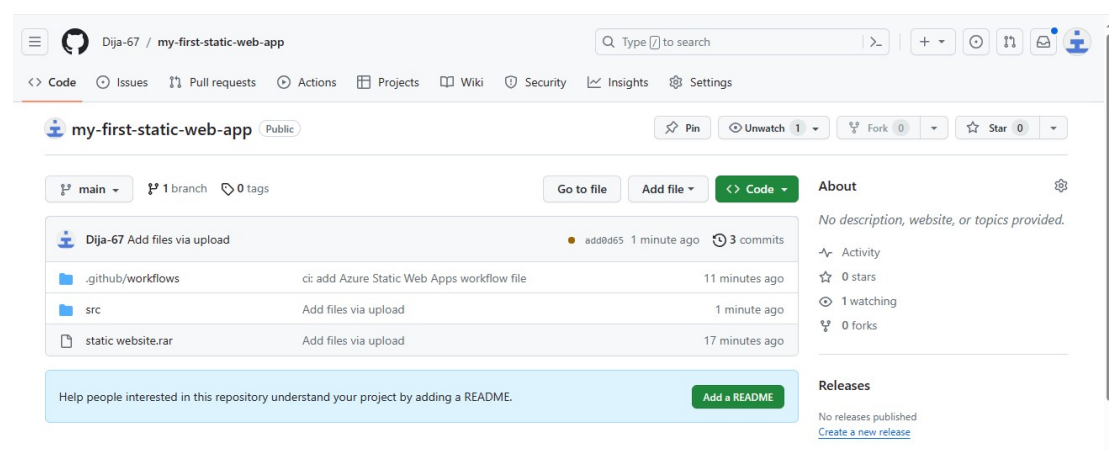 Dija-67 / my-first-static-web-app
Type / to search
Code Issues Pull requests Actions Projects Wiki Security Insights Settings
my-first-static-web-app Public
Pin Unwatch 1 Fork 0 Star 0
main 1 branch 0 tags
Go to file Add file Code
Dija-67 Add files via upload add0d65 1 minute ago 3 commits
.github/workflows ci: add Azure Static Web Apps workflow file 11 minutes ago
src Add files via upload 1 minute ago
static website.rar Add files via upload 17 minutes ago
Help people interested in this repository understand your project by adding a README. Add a README
About
No description, website, or topics provided.
Activity
0 stars
1 watching
0 forks
Releases
No releases published
Create a new release